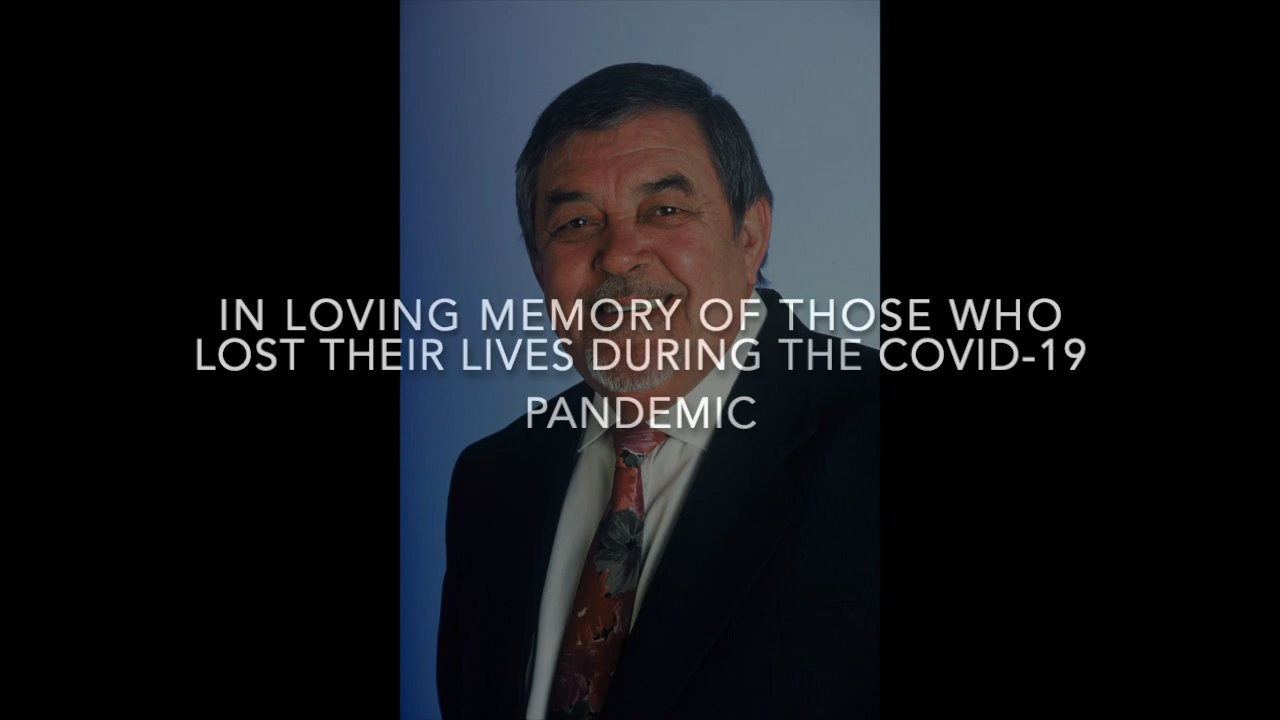 IN LOVING MEMORY OF THOSE WHO
LOST THEIR LIVES DURING THE COVID-19
PANDEMIC